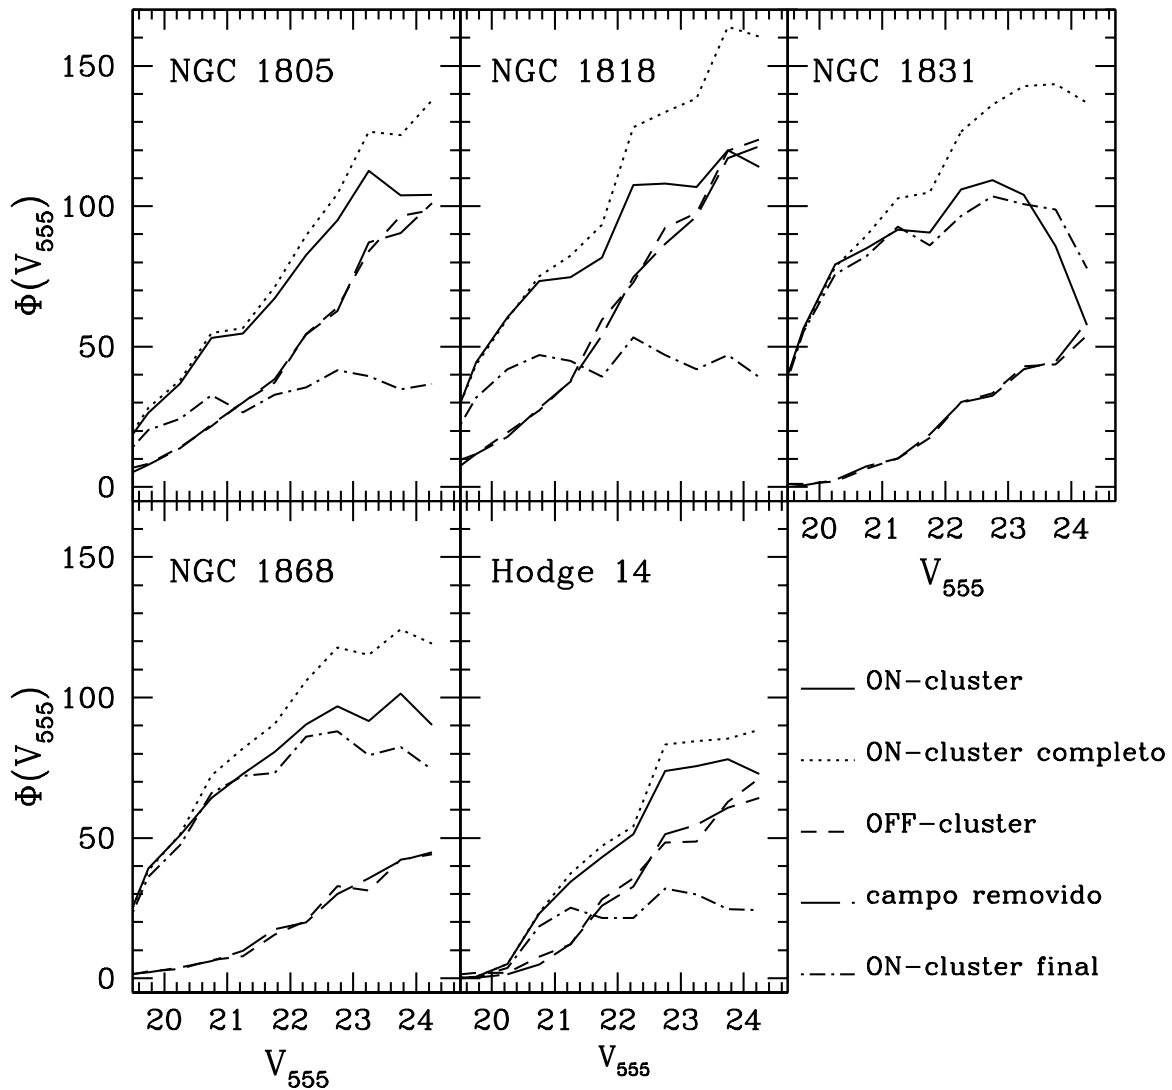 NGC 1805
NGC 1818
NGC 1831
150
100
50
0
Φ(V555)
20 21 22 23 24
V555
NGC 1868
Hodge 14
150
100
50
0
Φ(V555)
20 21 22 23 24
V555
20 21 22 23 24
V555
ON-cluster
ON-cluster completo
OFF-cluster
campo removido
ON-cluster final